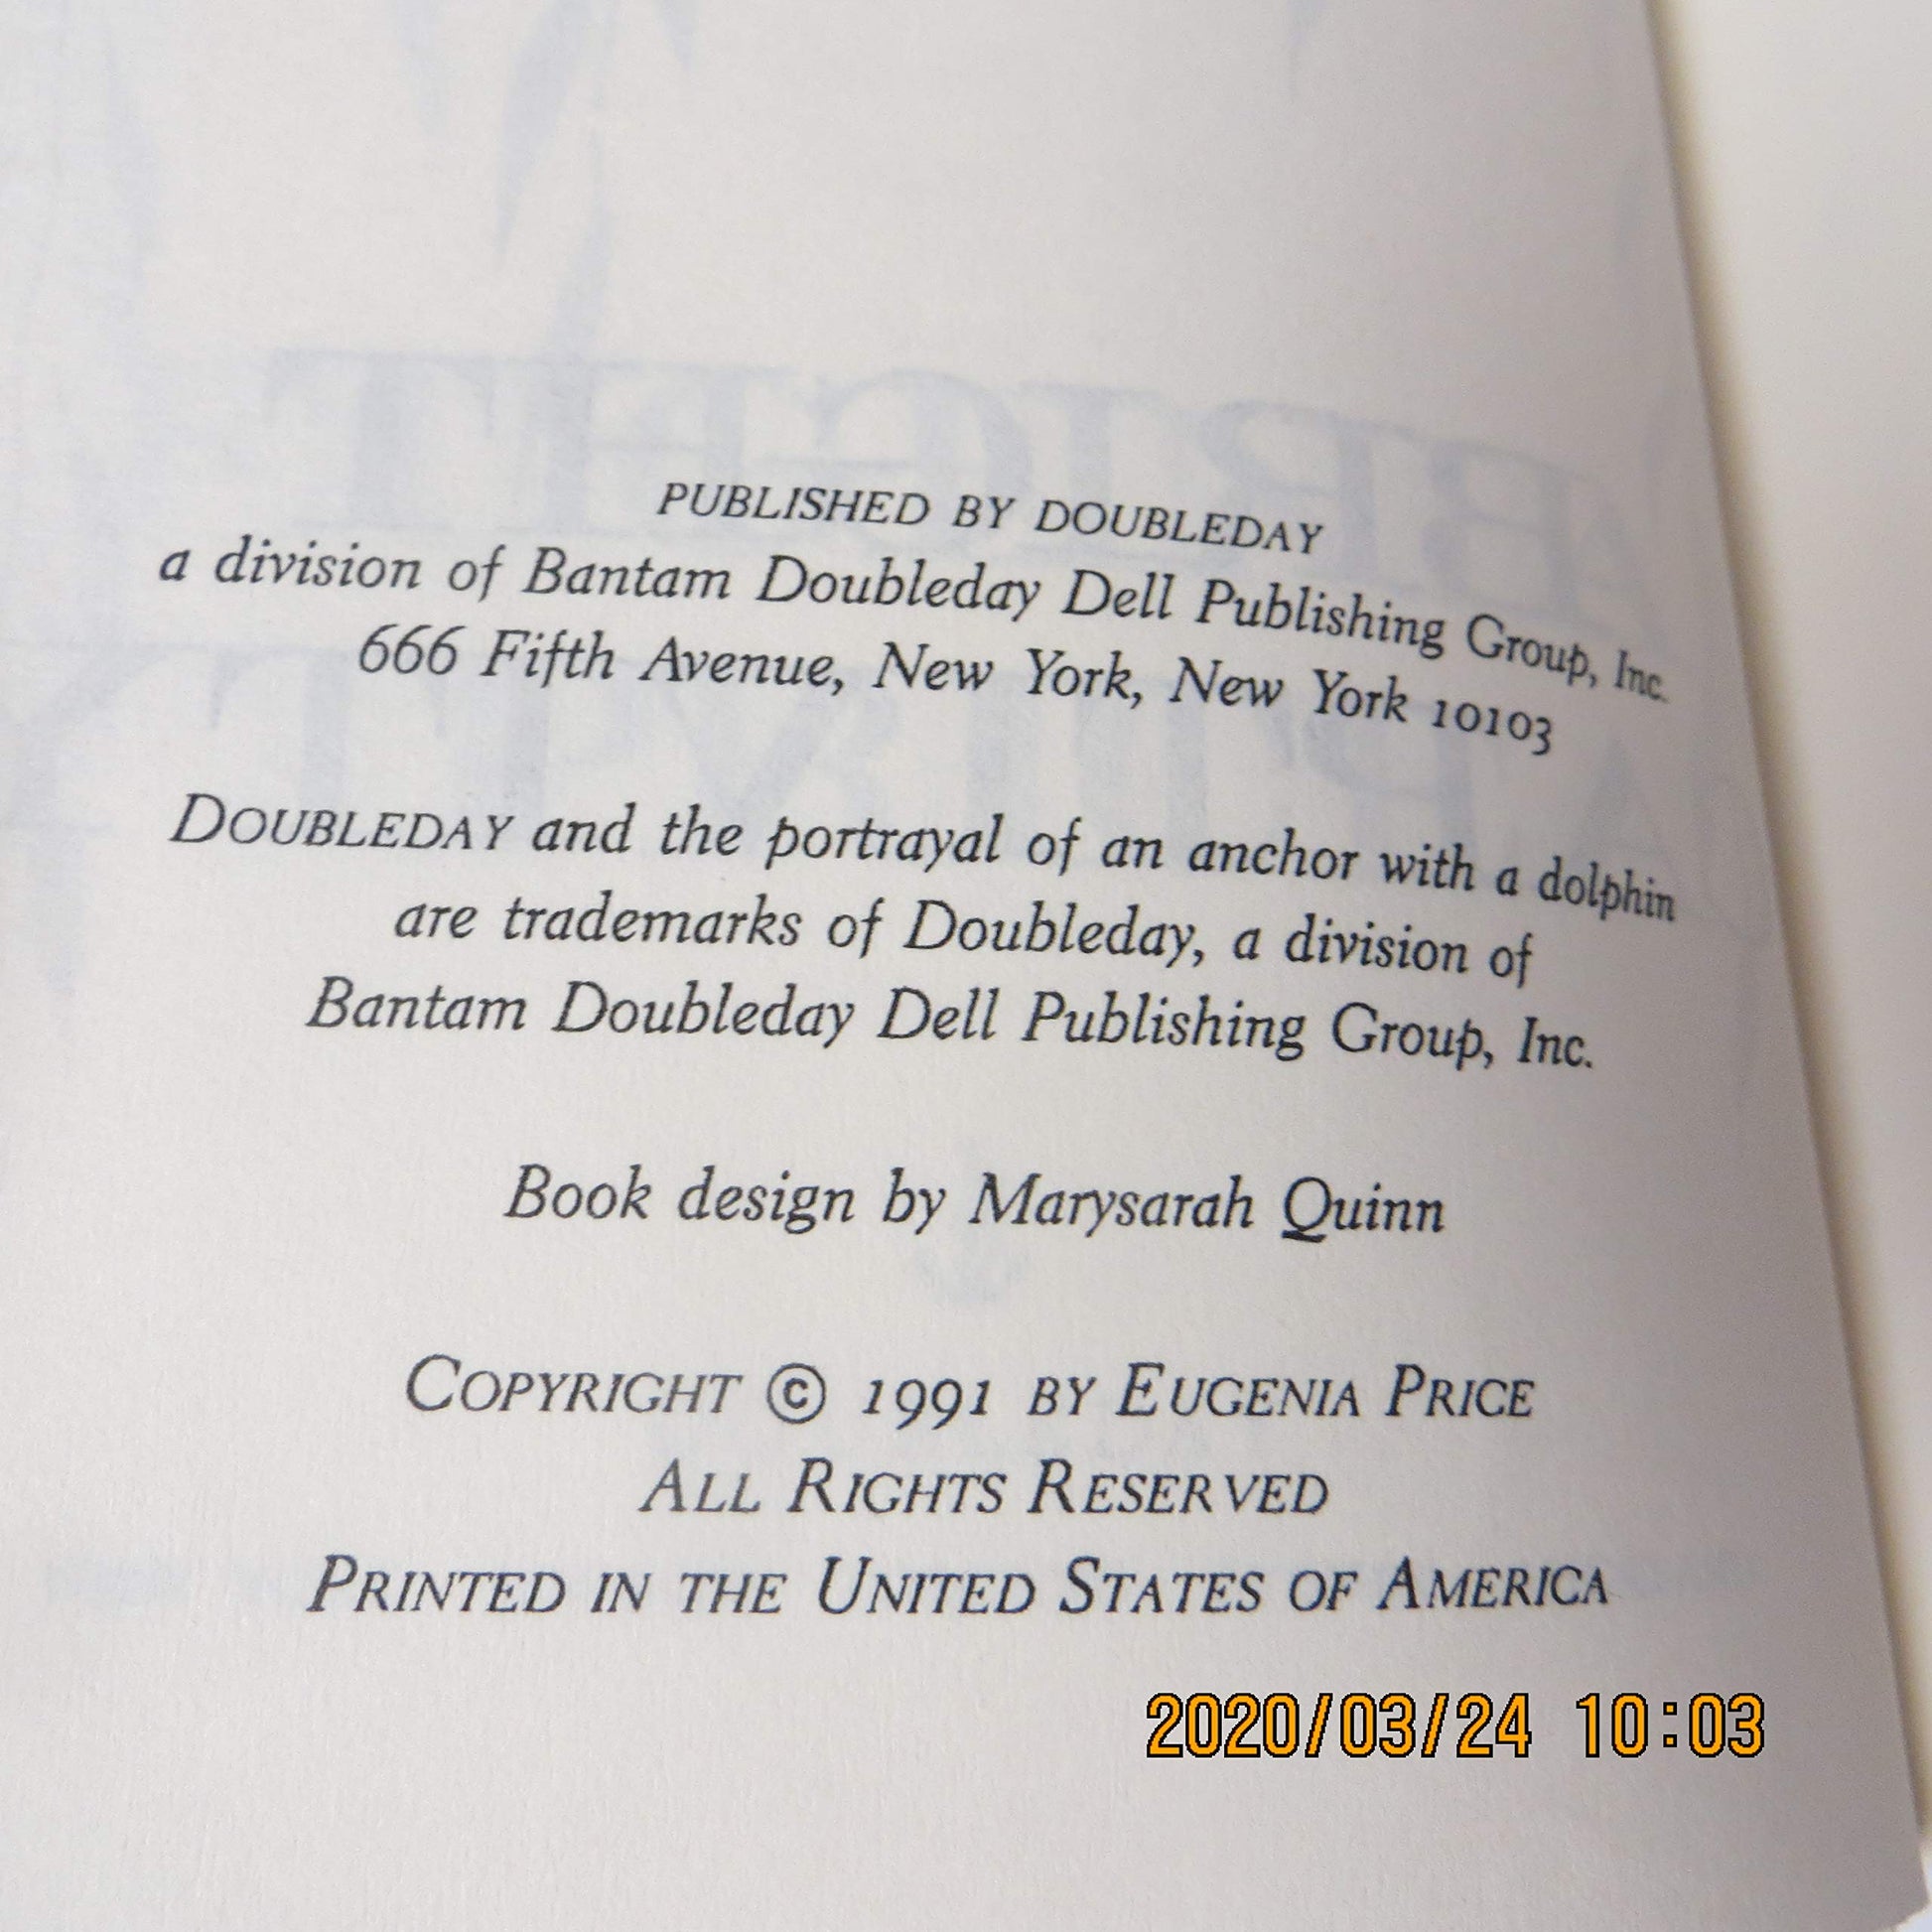 PUBLISHED BY DOUBLEDAY
a division of Bantam Doubleday Dell Publishing Group, Inc.
666 Fifth Avenue, New York, New York 10103
DOUBLEDAY and the portrayal of an anchor with a dolphin
are trademarks of Doubleday, a division of
Bantam Doubleday Dell Publishing Group, Inc.
Book design by Marysarah Quinn
COPYRIGHT © 1991 BY EUGENIA PRICE
ALL RIGHTS RESERVED
PRINTED IN THE UNITED STATES OF AMERICA
2020/03/24 10:03